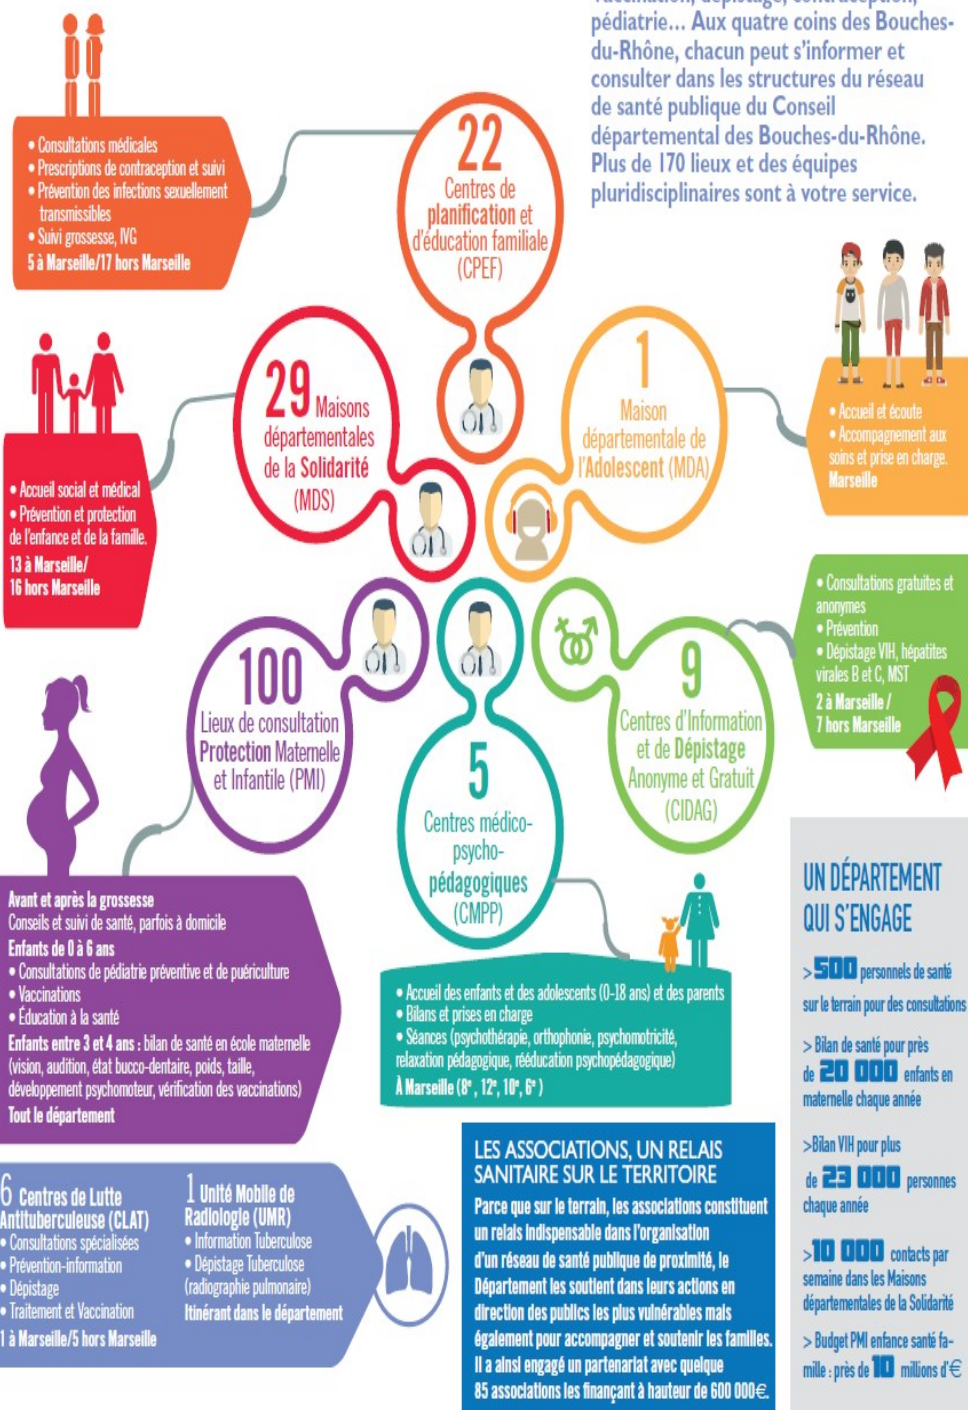 Vaccination, dépistage, contraception,
pédiatrie... Aux quatre coins des Bouches-
du-Rhône, chacun peut s'informer et
consulter dans les structures du réseau
de santé publique du Conseil
départemental des Bouches-du-Rhône.
Plus de 170 lieux et des équipes
pluridisciplinaires sont à votre service.
• Consultations médicales
• Prescriptions de contraception et suivi
• Prévention des infections sexuellement
transmissibles
• Suivi grossesse, IVG
5 à Marseille/17 hors Marseille
22
Centres de
planification et
d'éducation familiale
(CPEF)
29 Maisons
départementales
de la Solidarité
(MDS)
• Accueil social et médical
• Prévention et protection
de l'enfance et de la famille.
13 à Marseille/
16 hors Marseille
1
Maison
départementale de
l'Adolescent (MDA)
• Accueil et écoute
• Accompagnement aux
soins et prise en charge.
Marseille
100
Lieux de consultation
Protection Maternelle
et Infantile (PMI)
Avant et après la grossesse
Conseils et suivi de santé, parfois à domicile
Enfants de 0 à 6 ans
• Consultations de pédiatrie préventive et de puériculture
• Vaccinations
• Éducation à la santé
Enfants entre 3 et 4 ans : bilan de santé en école maternelle
(vision, audition, état bucco-dentaire, poids, taille,
développement psychomoteur, vérification des vaccinations)
Tout le département
5
Centres médico-
psycho-
pédagogiques
(CMPP)
• Accueil des enfants et des adolescents (0-18 ans) et des parents
• Bilans et prises en charge
• Séances (psychothérapie, orthophonie, psychomotricité,
relaxation pédagogique, rééducation psychopédagogique)
À Marseille (8e, 12e, 10e, 6e )
9
Centres d'Information
et de Dépistage
Anonyme et Gratuit
(CIDAG)
• Consultations gratuites et
anonymes
• Prévention
• Dépistage VIH, hépatites
virales B et C, MST
2 à Marseille /
7 hors Marseille
6 Centres de Lutte
Antituberculeuse (CLAT)
• Consultations spécialisées
• Prévention-information
• Dépistage
• Traitement et Vaccination
1 à Marseille/5 hors Marseille
1 Unité Mobile de
Radiologie (UMR)
• Information Tuberculose
• Dépistage Tuberculose
(radiographie pulmonaire)
Itinérant dans le département
LES ASSOCIATIONS, UN RELAIS
SANITAIRE SUR LE TERRITOIRE
Parce que sur le terrain, les associations constituent
un relais indispensable dans l'organisation
d'un réseau de santé publique de proximité, le
Département les soutient dans leurs actions en
direction des publics les plus vulnérables mais
également pour accompagner et soutenir les familles.
Il a ainsi engagé un partenariat avec quelque
85 associations les finançant à hauteur de 600 000€.
UN DÉPARTEMENT
QUI S'ENGAGE
> 500 personnels de santé
sur le terrain pour des consultations
> Bilan de santé pour près
de 20 000 enfants en
maternelle chaque année
>Bilan VIH pour plus
de 23 000 personnes
chaque année
>10 000 contacts par
semaine dans les Maisons
départementales de la Solidarité
> Budget PMI enfance santé fa-
mille : près de 10 millions d'€